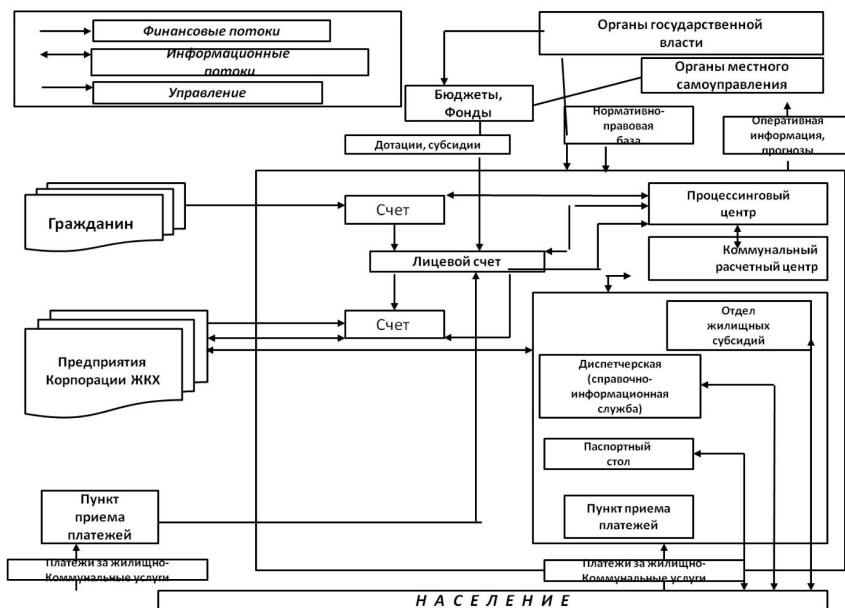 Финансовые потоки
Информационные
потоки
Управление
Органы государственной
власти
Органы местного
самоуправления
Бюджеты,
Фонды
Нормативно-
правовая
база
Оперативная
информация,
прогнозы
Дотации, субсидии
Гражданин
Счет
Процессинговый
центр
Лицевой счет
Коммунальный
расчетный центр
Счет
Предприятия
Корпорации ЖКХ
Отдел
жилищных
субсидий
Диспетчерская
(справочно-
информационная
служба)
Паспортный
стол
Пункт
приема
платежей
Пункт приема
платежей
Платежи за жилищно-
Коммунальные услуги
Платежи за жилищно-
Коммунальные услуги
НАСЕЛЕНИЕ